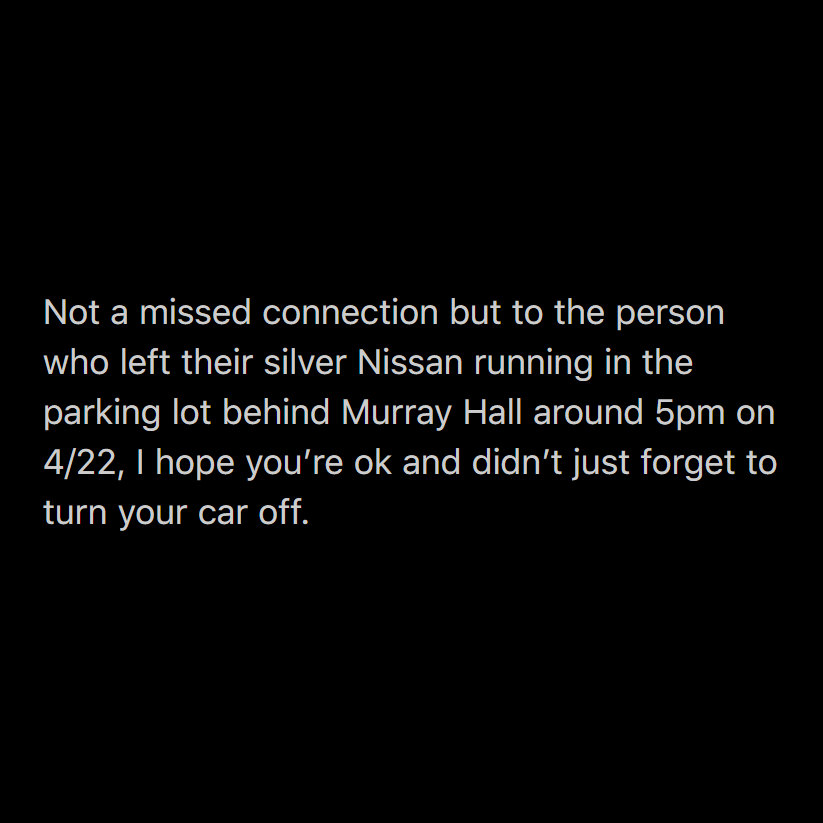 Not a missed connection but to the person
who left their silver Nissan running in the
parking lot behind Murray Hall around 5pm on
4/22, I hope you’re ok and didn’t just forget to
turn your car off.